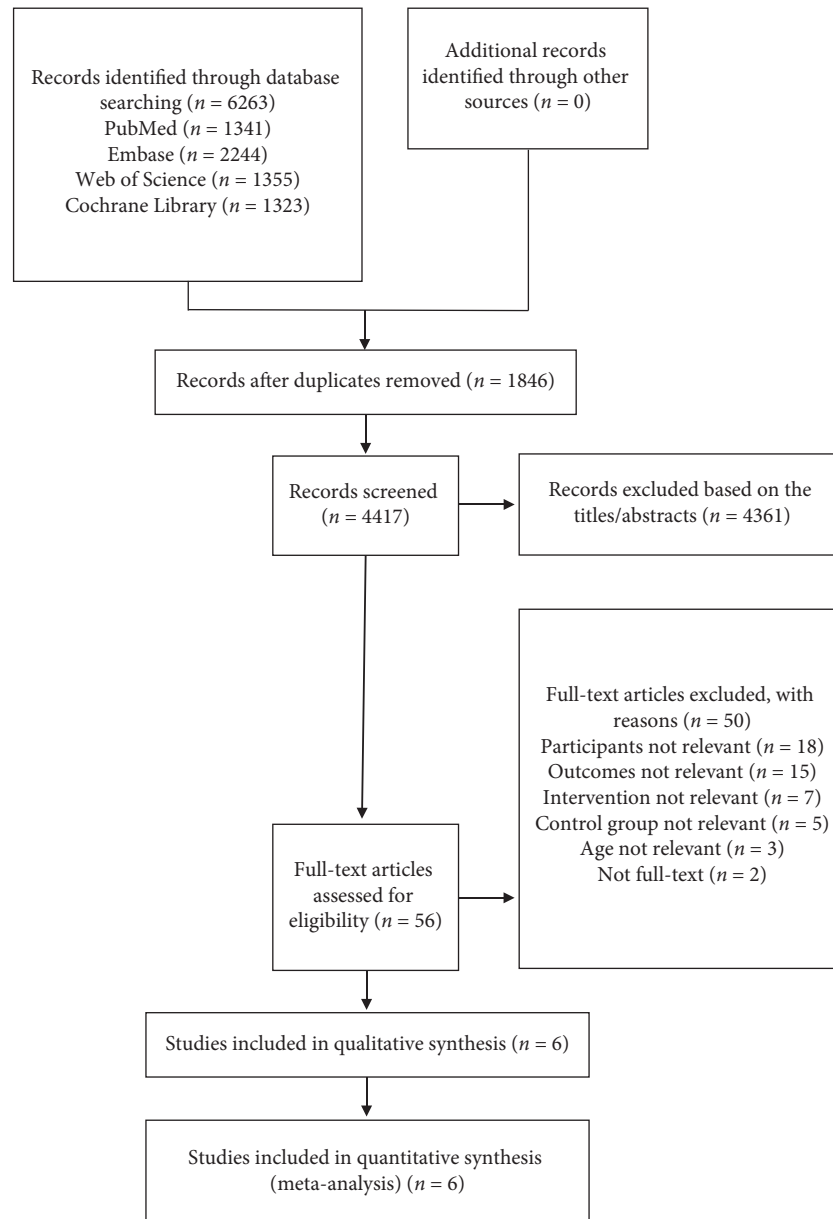 Records identified through database
searching (n = 6263)
PubMed (n = 1341)
Embase (n = 2244)
Web of Science (n = 1355)
Cochrane Library (n = 1323)
Additional records
identified through other
sources (n = 0)
Records after duplicates removed (n = 1846)
Records screened
(n = 4417)
Records excluded based on the
titles/abstracts (n = 4361)
Full-text articles excluded, with
reasons (n = 50)
Participants not relevant (n = 18)
Outcomes not relevant (n = 15)
Intervention not relevant (n = 7)
Control group not relevant (n = 5)
Age not relevant (n = 3)
Not full-text (n = 2)
Full-text articles
assessed for
eligibility (n = 56)
Studies included in qualitative synthesis (n = 6)
Studies included in quantitative synthesis
(meta-analysis) (n = 6)